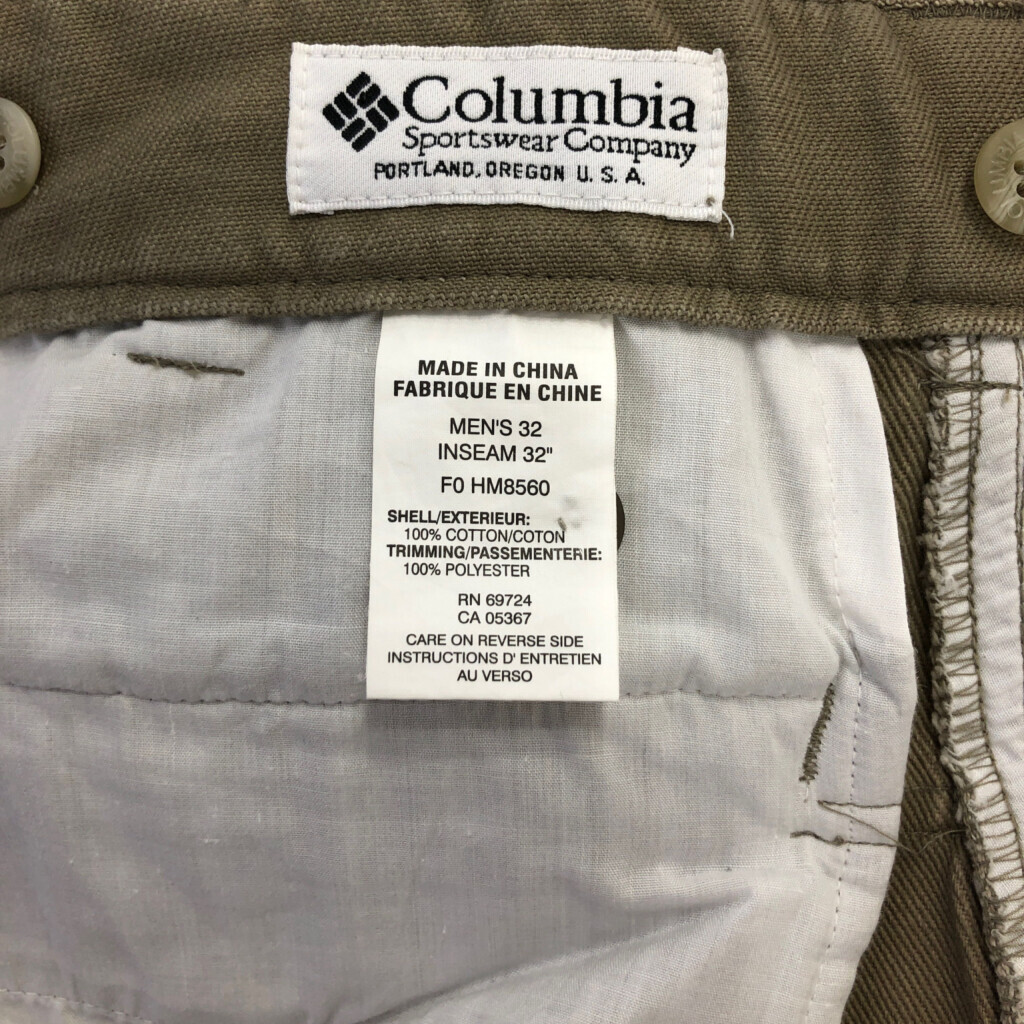 Columbia
Sportswear Company
PORTLAND, OREGON U. S. A.
MADE IN CHINA
FABRIQUE EN CHINE
MEN'S 32
INSEAM 32"
F0 HM8560
SHELL/EXTERIEUR:
100% COTTON/COTON
TRIMMING/PASSEMENTERIE:
100% POLYESTER
RN 69724
CA 05367
CARE ON REVERSE SIDE
INSTRUCTIONS D' ENTRETIEN
AU VERSO